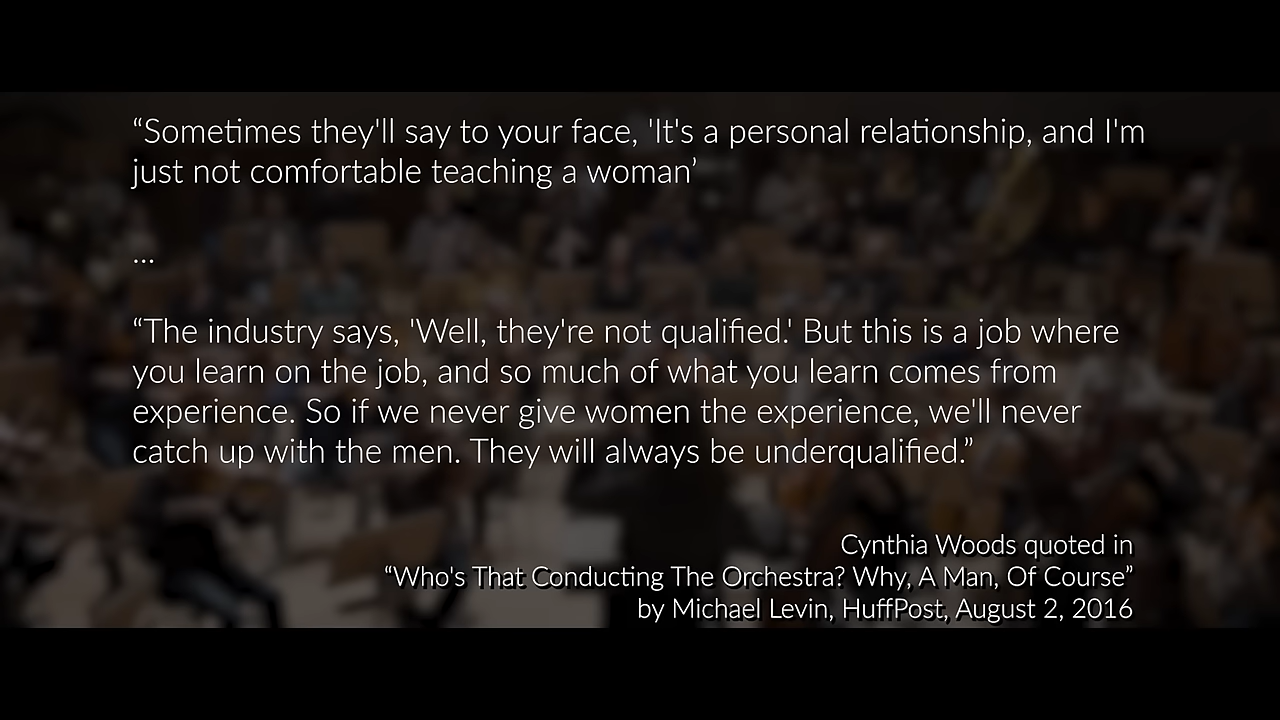 “Sometimes they'll say to your face, 'It's a personal relationship, and I'm
just not comfortable teaching a woman’
...
“The industry says, 'Well, they're not qualified.' But this is a job where
you learn on the job, and so much of what you learn comes from
experience. So if we never give women the experience, we'll never
catch up with the men. They will always be underqualified.”
Cynthia Woods quoted in
“Who's That Conducting The Orchestra? Why, A Man, Of Course”
by Michael Levin, HuffPost, August 2, 2016